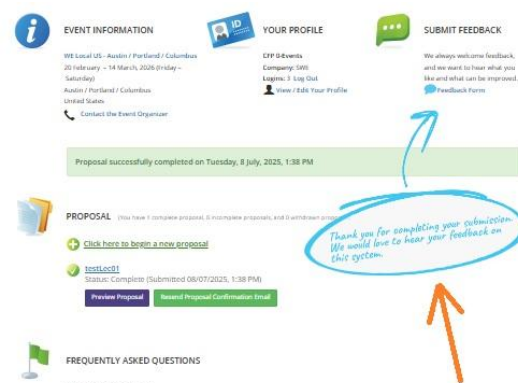 EVENT INFORMATION
WE Local US - Austin / Portland / Columbus
20 February - 14 March, 2026 (Friday -
Saturday)
Austin / Portland / Columbus
United States
Contact the Event Organizer
ID
YOUR PROFILE
CFP 0-Events
Company: SWE
Logins: 3 Log Out
View / Edit Your Profile
SUBMIT FEEDBACK
We always welcome feedback,
and we want to hear what you
like and what can be improved.
Feedback Form
Proposal successfully completed on Tuesday, 8 July, 2025, 1:38 PM
PROPOSAL (You have 1 complete proposal, 0 incomplete proposals, and 0 withdrawn
Click here to begin a new proposal
testLec01
Status: Complete (Submitted 08/07/2025, 1:38 PM)
Preview Proposal Resend Proposal Confirmation Email
Thank you for completing your submission.
We would love to hear your feedback on
this system.
FREQUENTLY ASKED QUESTIONS